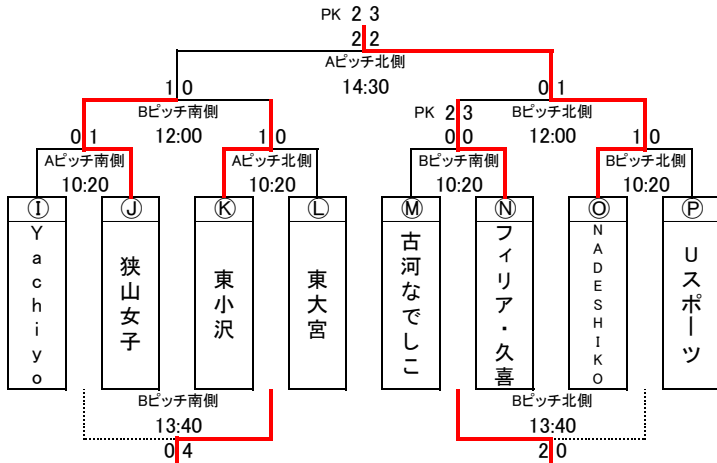 PK 2 3
2 2
Aピッチ北側
14:30
1 0
0 1
Bピッチ南側
PK 2 3
Bピッチ北側
0 1
12:00
1 0
0 0
12:00
1 0
Aピッチ南側
Aピッチ北側
Bピッチ南側
Bピッチ北側
10:20
10:20
10:20
10:20
Ⓘ
Ⓙ
Ⓚ
Ⓛ
Ⓜ
Ⓝ
Ⓞ
Ⓟ
Yachiyo
狭山女子
東小沢
東大宮
古河なでしこ
フィリア・久喜
NADESHIKO
Uスポーツ
Bピッチ南側
Bピッチ北側
13:40
13:40
0 4
2 0